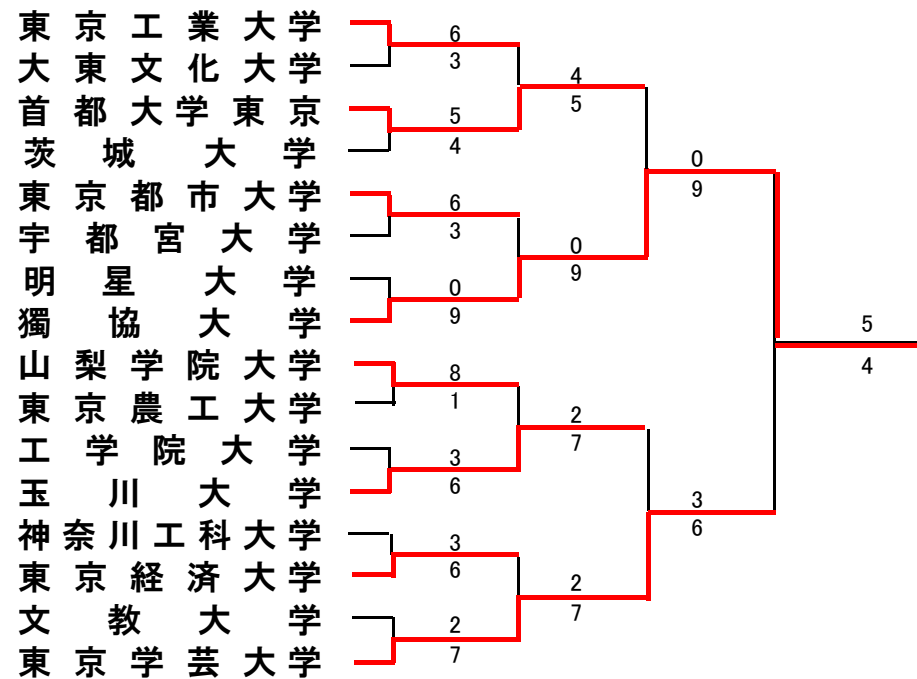 東京工業大学
大東文化大学
首都大学東京
茨城大学
東京都市大学
宇都宮大学
明星大学
獨協大学
山梨学院大学
東京農工大学
工学院大学
玉川大学
神奈川工科大学
東京経済大学
文教大学
東京学芸大学
6
3
5
4
6
3
0
9
8
1
3
6
3
6
2
7
4
5
0
9
2
7
2
7
0
9
3
6
5
4